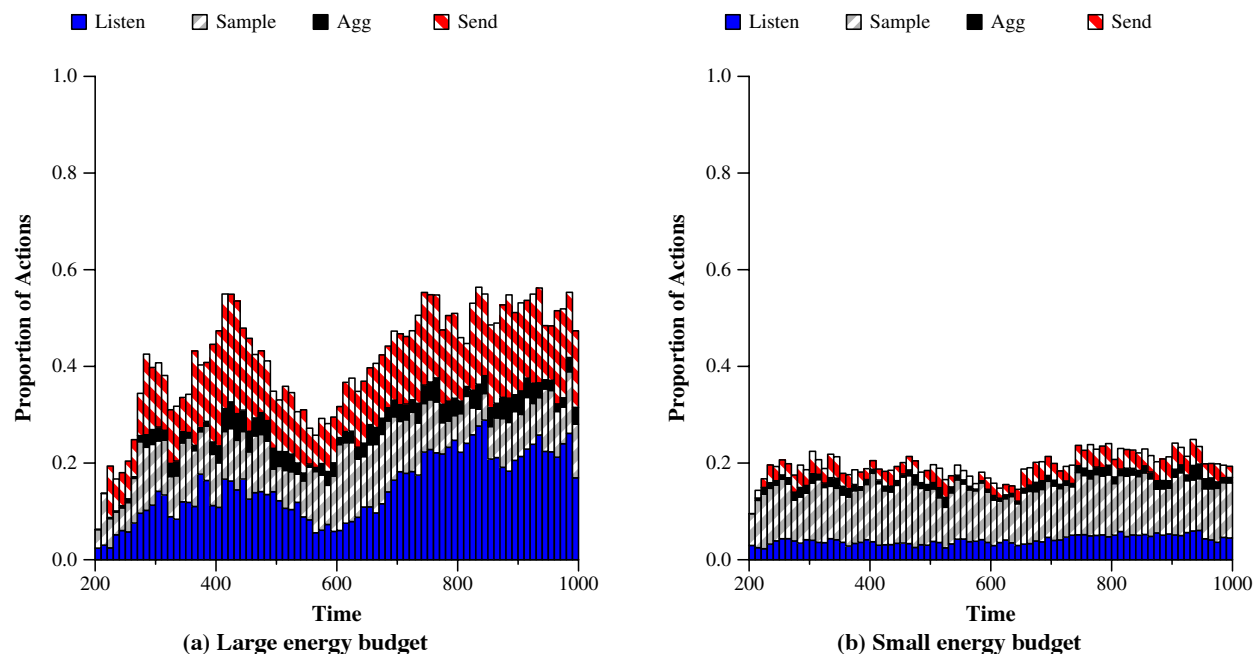 Listen Sample Agg Send
1.0
0.8
0.6
0.4
0.2
0.0
200 400 600 800 1000
Proportion of Actions
Time
(a) Large energy budget
Listen Sample Agg Send
1.0
0.8
0.6
0.4
0.2
0.0
200 400 600 800 1000
Proportion of Actions
Time
(b) Small energy budget